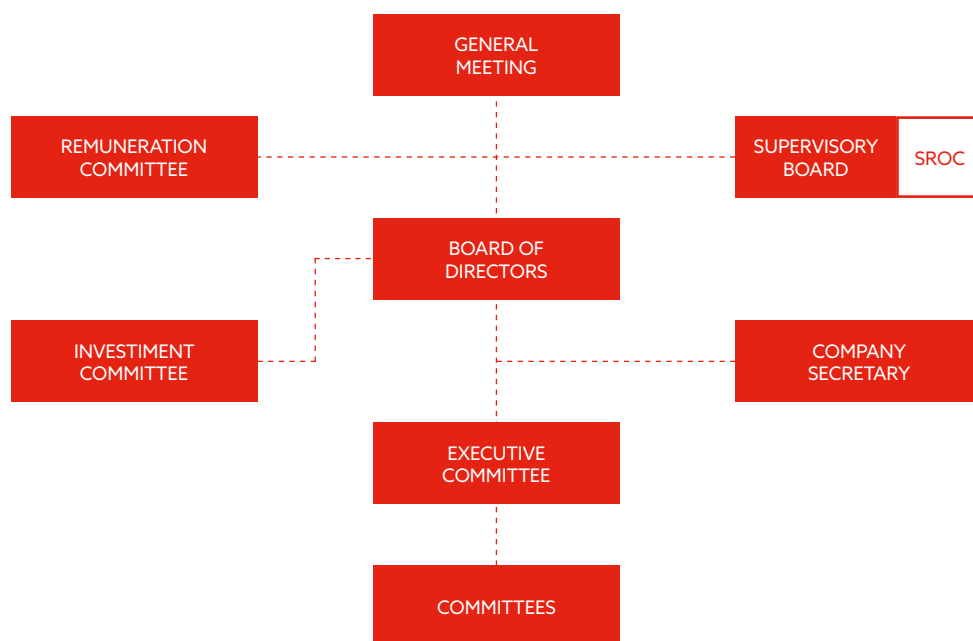 GENERAL
MEETING
REMUNERATION
COMMITTEE
SUPERVISORY
BOARD
SROC
BOARD OF
DIRECTORS
INVESTIMENT
COMMITTEE
COMPANY
SECRETARY
EXECUTIVE
COMMITTEE
COMMITTEES